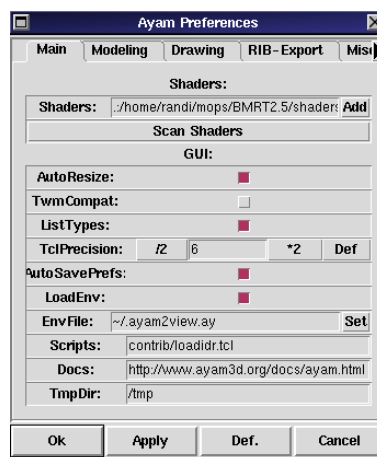 Ayam Preferences
Main Modeling Drawing RIB-Export
Shaders:
Shaders: .:/home/randi/mops/BMRT2.5/shaders Add
Scan Shaders
GUI:
AutoResize:
TwmCompat:
ListTypes:
TclPrecision: /2 6 *2 Def
AutoSavePrefs:
LoadEnv:
EnvFile: ~/.ayam2view.ay Set
Scripts: contrib/loadidr.tcl
Docs: http://www.ayam3d.org/docs/ayam.html
TmpDir: /tmp
Ok Apply Def. Cancel